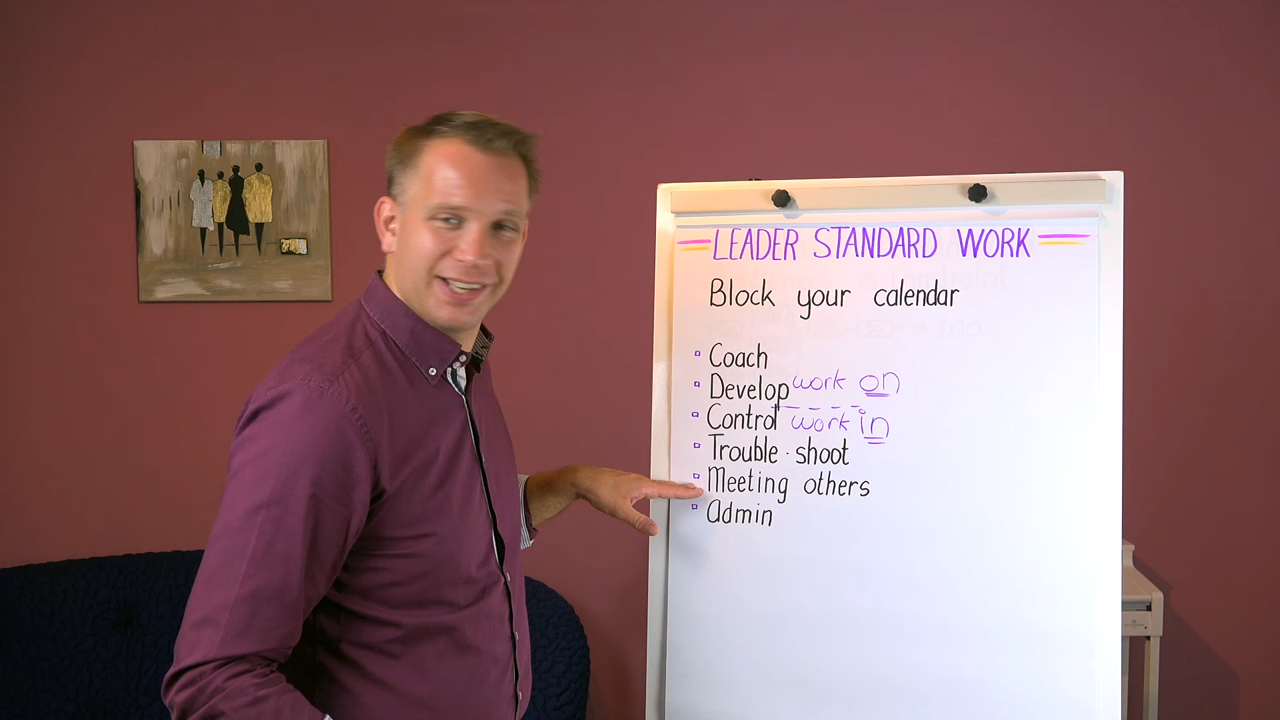 LEADER STANDARD WORK
Block your calendar
Coach
Develop work on
Control work in
Trouble·shoot
Meeting others
Admin